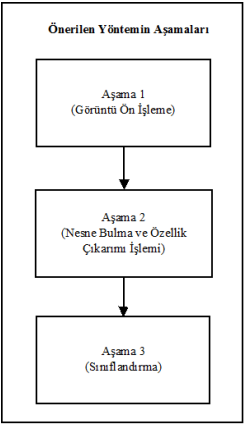 Önerilen Yöntemin Aşamaları
Aşama 1
(Görüntü Ön İşleme)
Aşama 2
(Nesne Bulma ve Özellik
Çıkarımı İşlemi)
Aşama 3
(Sınıflandırma)